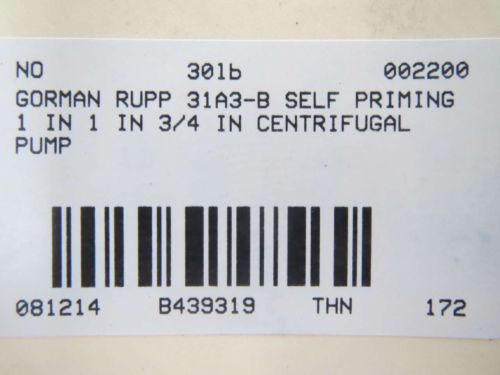 NO 301b 002200
GORMAN RUPP 31A3-B SELF PRIMING
1 IN 1 IN 3/4 IN CENTRIFUGAL
PUMP
081214 B439319 THN 172